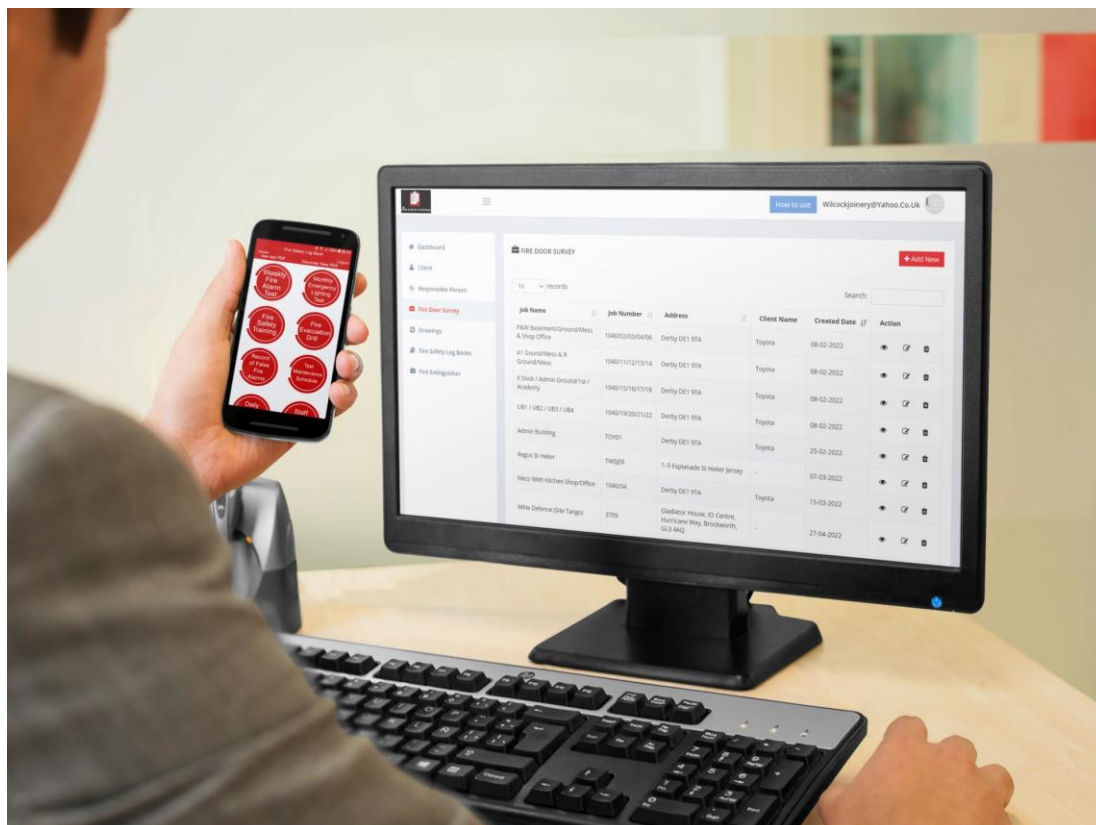 Fire Safety Log Book
Weekly
Fire
Alarm
Test
Monthly
Emergency
Lighting
Test
Fire
Safety
Training
Fire
Evacuation
Drill
Record
of False
Fire
Alarms
Test
Maintenance
Schedule
Daily
Staff
How to use
Wilcockjoinery@Yahoo.Co.Uk
Dashboard
Client
Responsible Person
Fire Door Survey
Drawings
Fire Safety Log Books
Fire Extinguisher
FIRE DOOR SURVEY
+ Add New
10 records
Search:
Job Name Job Number Address Client Name Created Date Action
F&W Basement/Ground/Mess
& Shop Office 1040/02/03/04/06 Derby DE1 9TA Toyota 08-02-2022
A1 Gound/Mess & R
Ground/Mess 1040/11/12/13/14 Derby DE1 9TA Toyota 08-02-2022
X Dock / Admin Ground/1st /
Academy 1040/15/16/17/18 Derby DE1 9TA Toyota 08-02-2022
UB1 / UB2 / UB3 / UB4 1040/19/20/21/22 Derby DE1 9TA Toyota 08-02-2022
Admin Building TOY01 Derby DE1 9TA Toyota 25-02-2022
Regus St Helier TWSJER 1-5 Esplanade St Helier Jersey - 07-03-2022
Mezz With Kitchen Shop/Office 1040/04 Derby DE1 9TA Toyota 15-03-2022
Mitie Defence (Site Tango) 3709 Gladiator House, IO Centre,
Hurricane Way, Brockworth,
GL3 4AQ - 27-04-2022